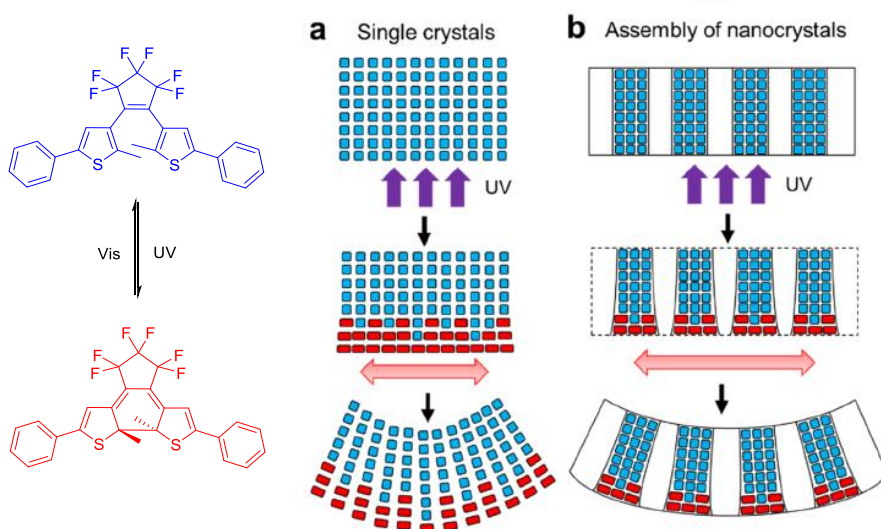 a Single crystals
b Assembly of nanocrystals
F F
F F
F F
S S
UV
UV
Vis UV
F F
F F
F F
S S